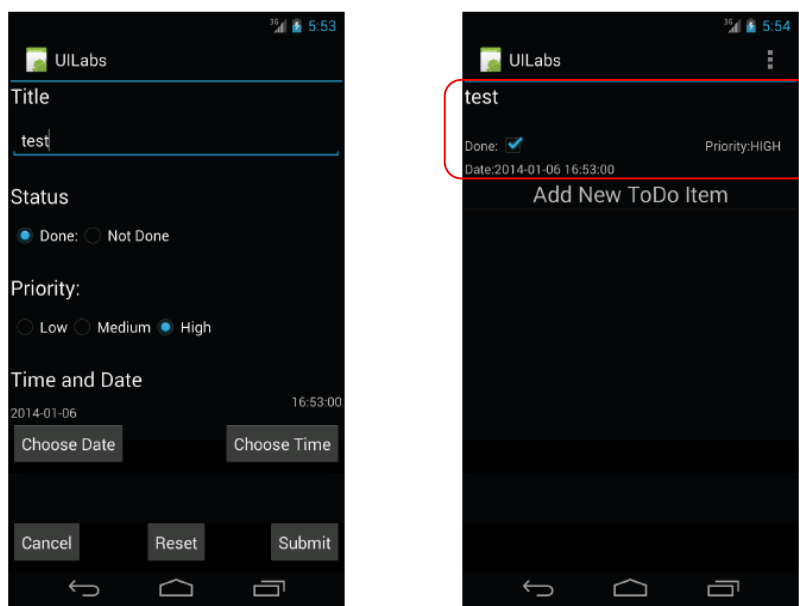 3G 5:53
UILabs
Title
test
Status
Done: Not Done
Priority:
Low Medium High
Time and Date
16:53:00
2014-01-06
Choose Date Choose Time
Cancel Reset Submit
3G 5:54
UILabs
test
Done: Priority:HIGH
Date:2014-01-06 16:53:00
Add New ToDo Item